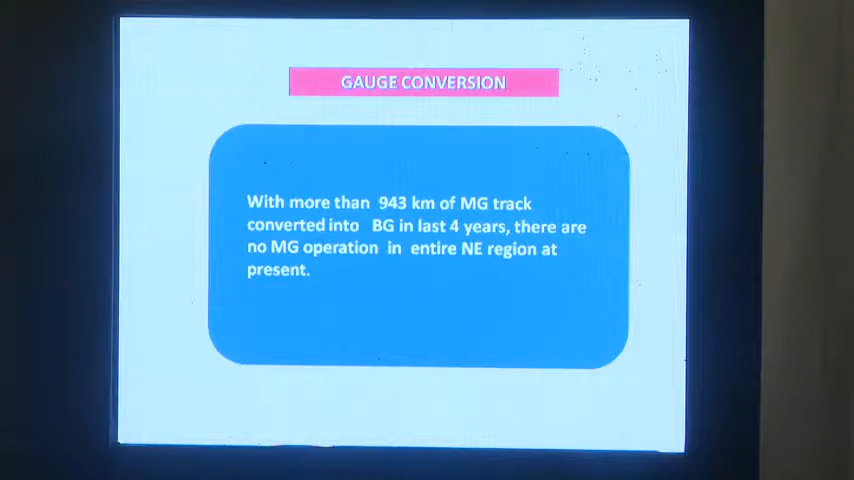 GAUGE CONVERSION
With more than 943 km of MG track
converted into BG in last 4 years, there are
no MG operation in entire NE region at
present.